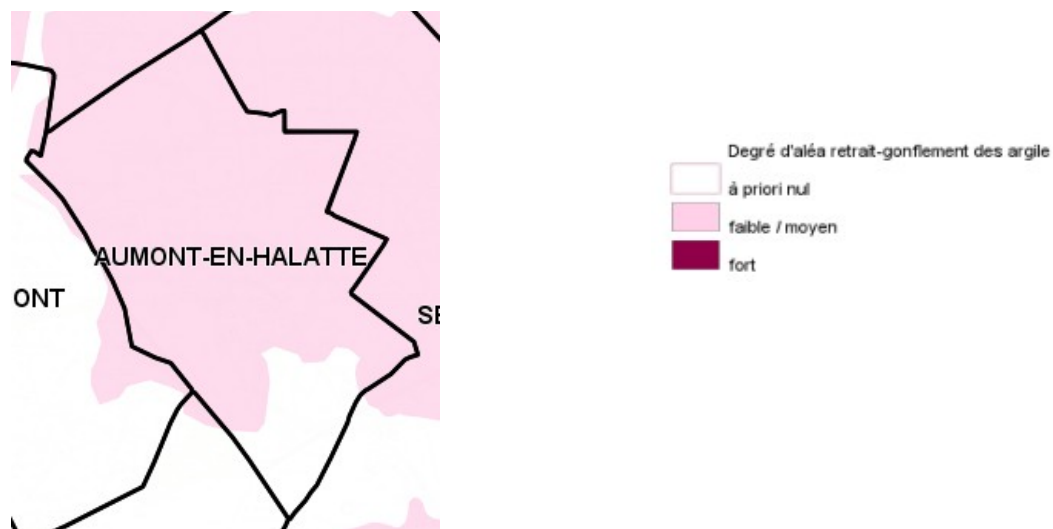 AUMONT-EN-HALATTE
ONT
SE
Degré d'aléa retrait-gonflement des argile
à priori nul
faible / moyen
fort